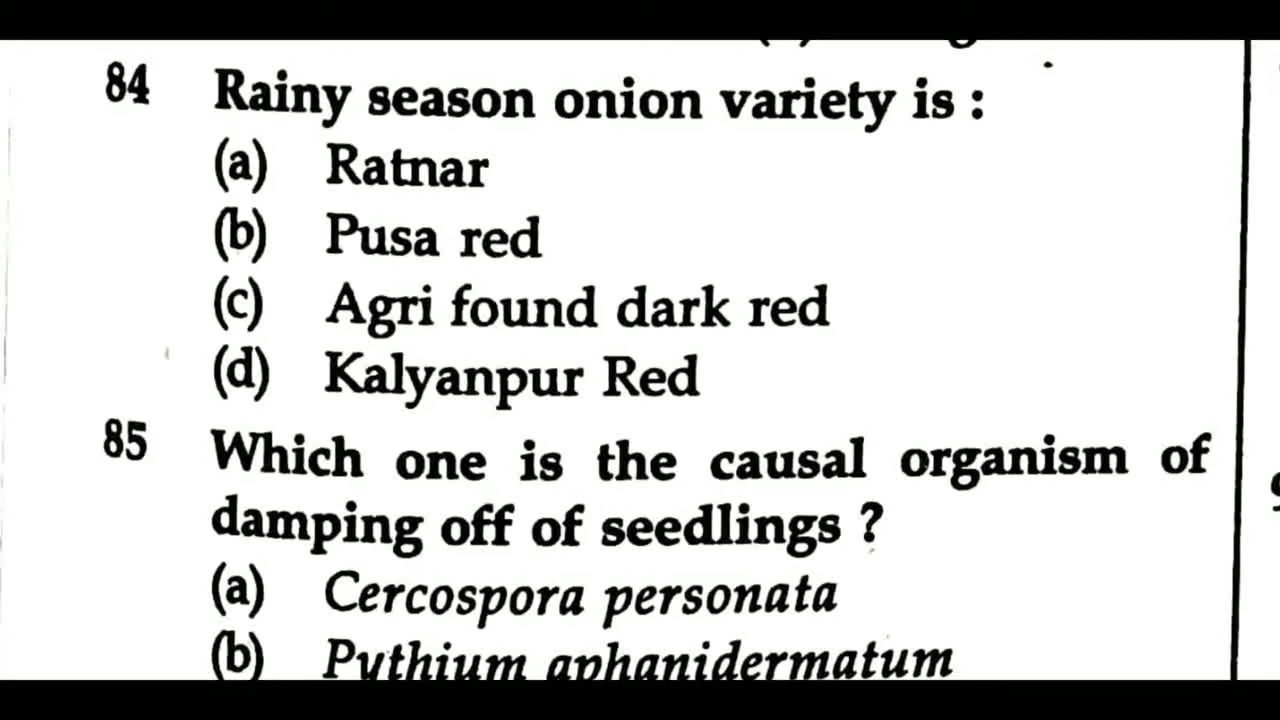 84 Rainy season onion variety is :
(a) Ratnar
(b) Pusa red
(c) Agri found dark red
(d) Kalyanpur Red
85 Which one is the causal organism of
damping off of seedlings ?
(a) Cercospora personata
(b) Pythium aphanidermatum